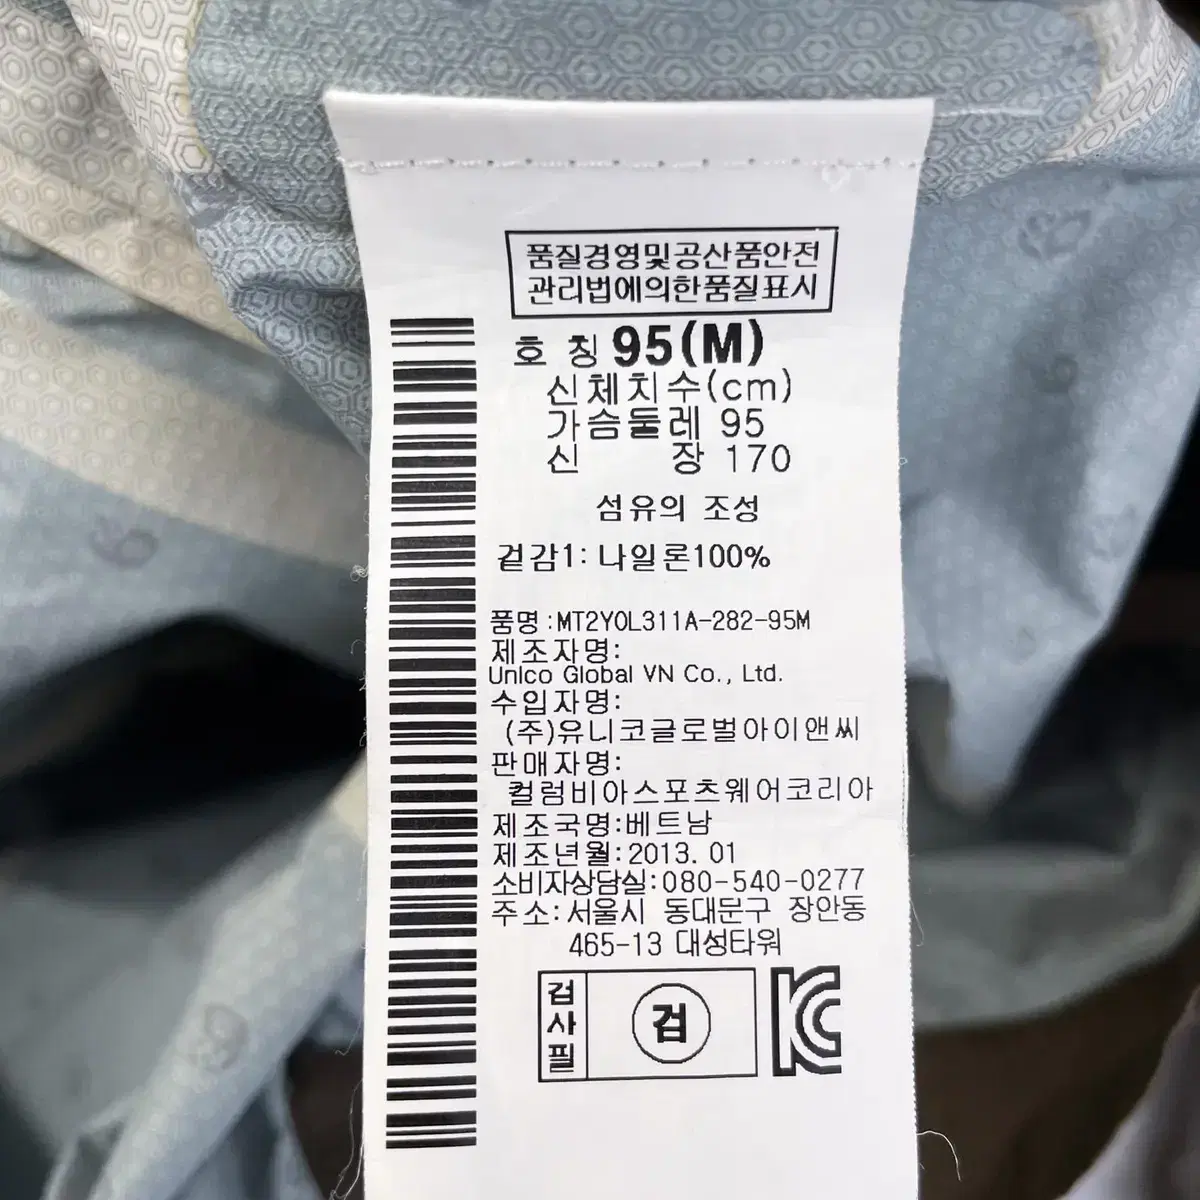 품질경영및공산품안전
관리법에의한품질표시
호 칭 95(M)
신체치수(cm)
가슴둘레 95
신 장 170
섬유의 조성
겉감1: 나일론100%
품명:MT2Y0L311A-282-95M
제조자명:
Unico Global VN Co., Ltd.
수입자명:
(주)유니코글로벌아이앤씨
판매자명:
컬럼비아스포츠웨어코리아
제조국명:베트남
제조년월:2013.01
소비자상담실:080-540-0277
주소:서울시 동대문구 장안동
465-13 대성타워
검사필
검
KC